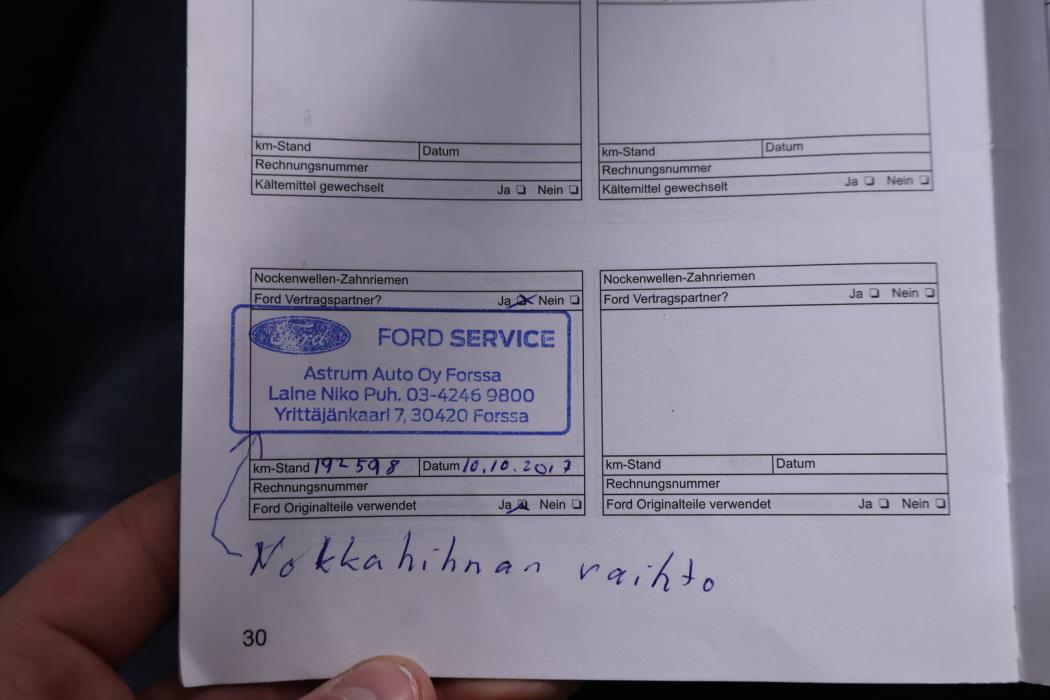 km-Stand Datum
Rechnungsnummer
Kältemittel gewechselt Ja Nein
km-Stand Datum
Rechnungsnummer
Kältemittel gewechselt Ja Nein
Nockenwellen-Zahnriemen
Ford Vertragspartner? Ja Nein
Ford FORD SERVICE
Astrum Auto Oy Forssa
Laine Niko Puh. 03-4246 9800
Yrittäjänkaari 7, 30420 Forssa
km-Stand 192598 Datum 10.10.2017
Rechnungsnummer
Ford Originalteile verwendet Ja Nein
Nockenwellen-Zahnriemen
Ford Vertragspartner? Ja Nein
km-Stand Datum
Rechnungsnummer
Ford Originalteile verwendet Ja Nein
Nokkahihnan vaihto
30